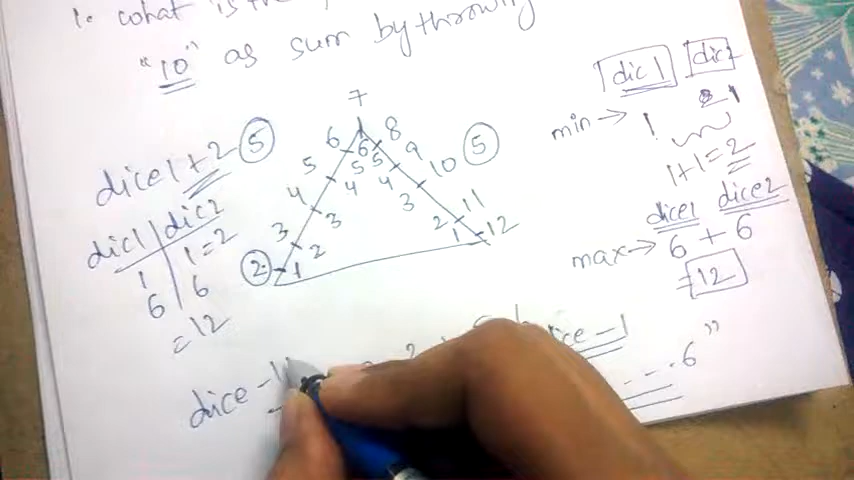 1. what is the
"10" as sum by throwing
dice1+2 5
dic1 dic2
1 1=2
6 6
=12
7
6 6 8
5 5 5 9
4 4 4 10 5
3 3 3 2 11
2 2 1 1 12
dic1 dic2
min → 1 1
1+1=2
dice1 dice2
max → 6 + 6
=12
dice-1
dice-1
---6"